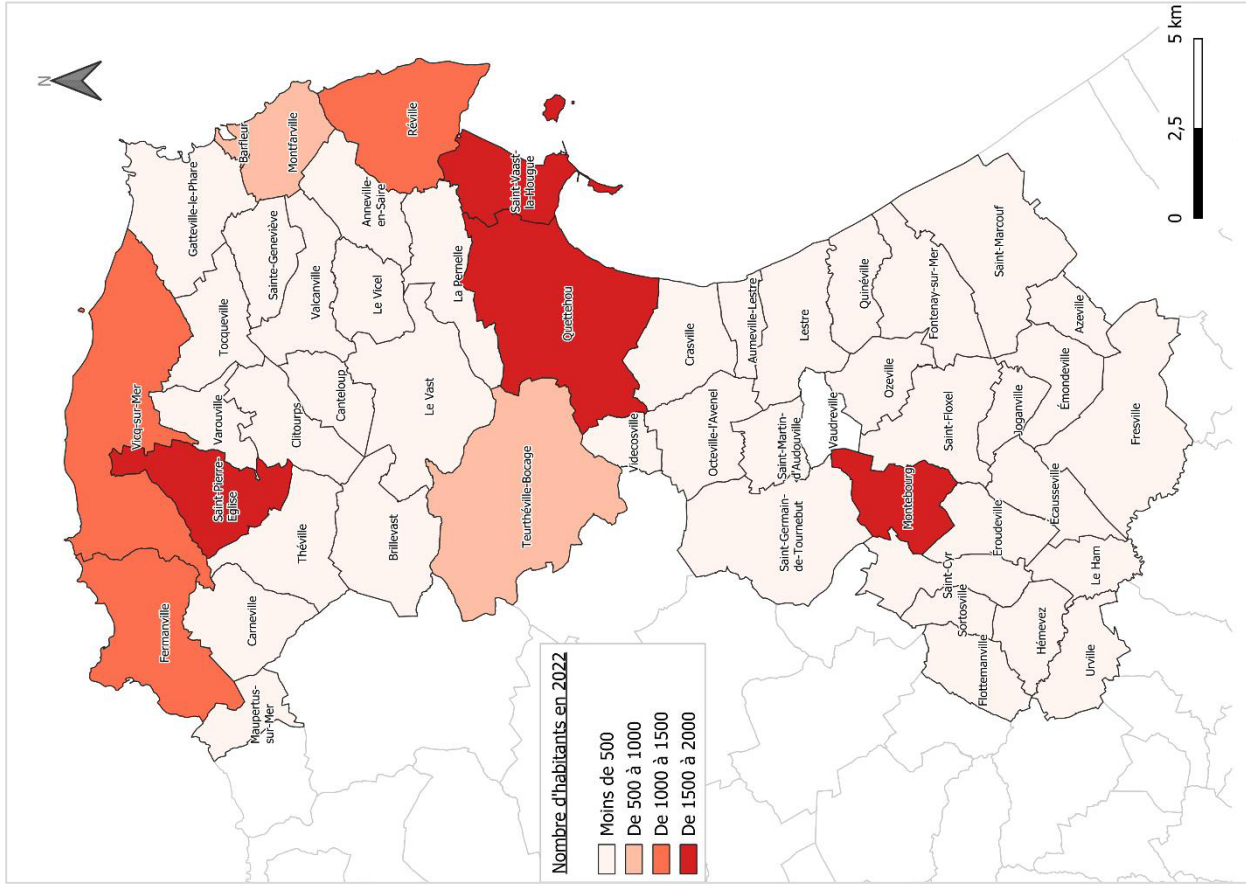 N
Vicq-sur-Mer
Fermanville
Gatteville-le-Phare
Barfleur
Tocqueville
Varouville
Saint-Pierre-
Eglise
Sainte-Geneviève
Montfarville
Carneville
Maupertus-
sur-Mer
Clitourps
Valcanville
Théville
Canteloup
Anneville-
en-Saire
Réville
Le Vicel
Brillevast
Le Vast
La Pernelle
Saint-Vaast-
la-Hougue
Teurthéville-Bocage
Quettehou
Videcosville
Crasville
Octeville-l'Avenel
Aumeville-Lestre
Saint-Martin-
d'Audouville
Saint-Germain-
de-Tournebut
Lestre
Vaudreville
Quinéville
Ozeville
Montebourg
Fontenay-sur-Mer
Saint-Floxel
Saint-Cyr
Sortosville
Saint-Marcouf
Éroudeville
Flottemanville
Joganville
Écausseville
Émondeville
Azeville
Hémevez
Le Ham
Urville
Fresville
Nombre d'habitants en 2022
Moins de 500
De 500 à 1000
De 1000 à 1500
De 1500 à 2000
0 2,5 5 km